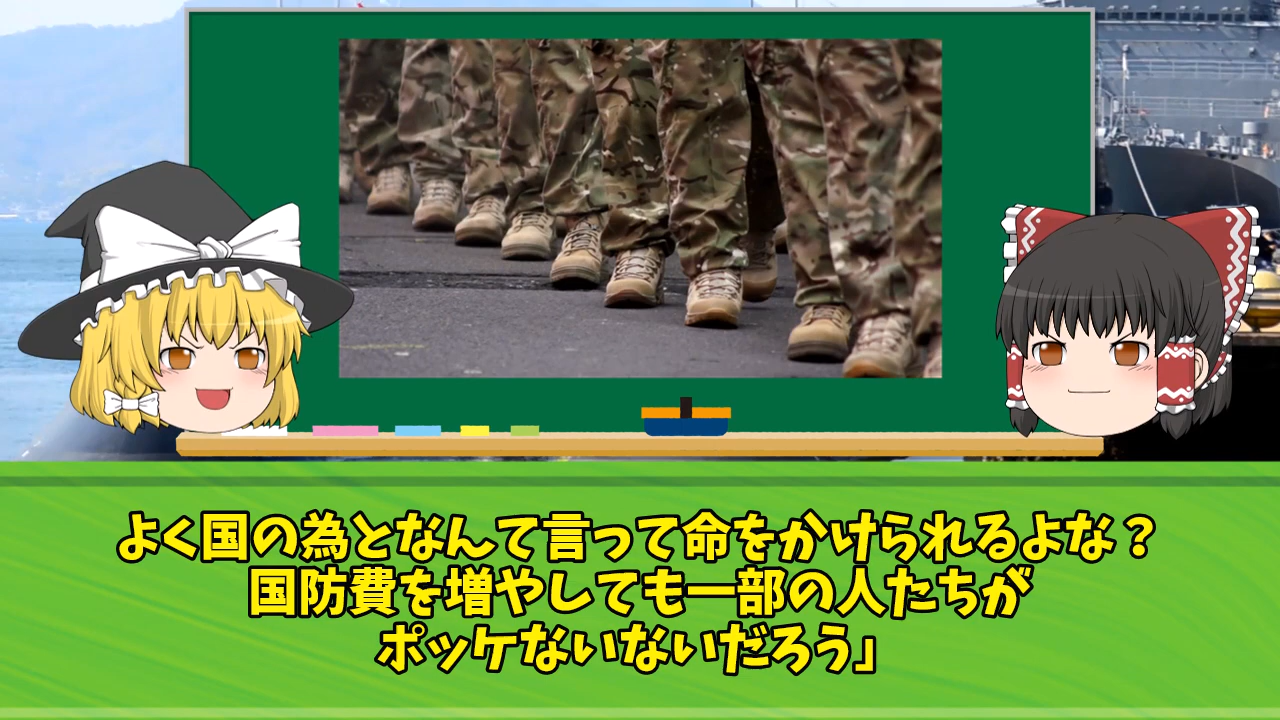 よく国の為となんて言って命をかけられるよな？
国防費を増やしても一部の人たちが
ポッケないないだろう」